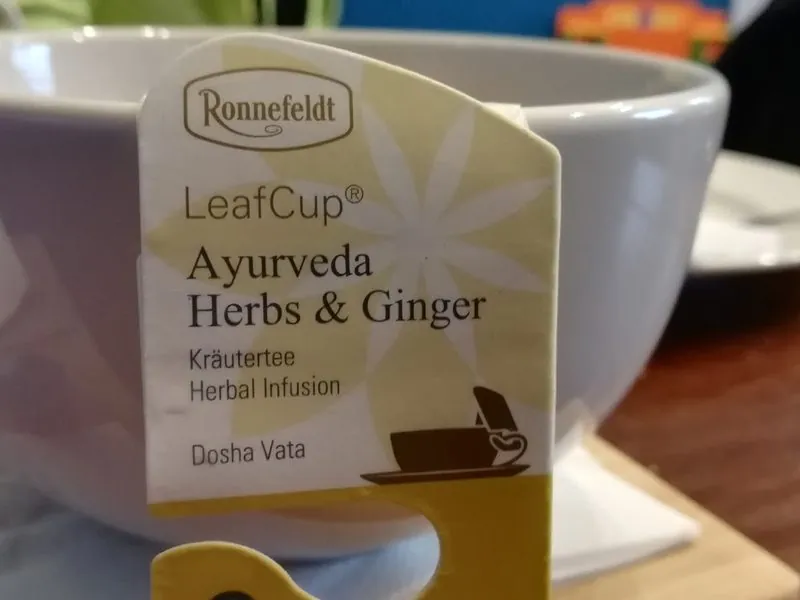 Ronnefeldt
LeafCup®
Ayurveda
Herbs & Ginger
Kräutertee
Herbal Infusion
Dosha Vata